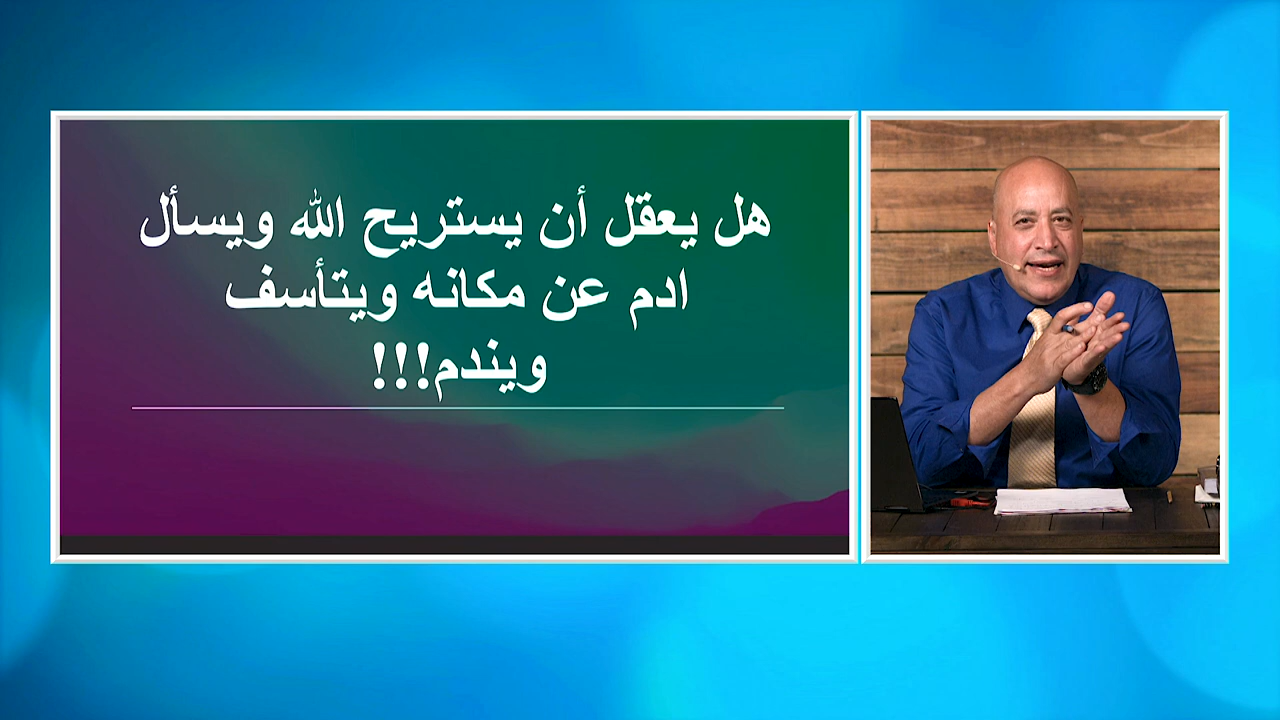 هل يعقل أن يستريح الله ويسأل
ادم عن مكانه ويتأسف
ويندم!!!